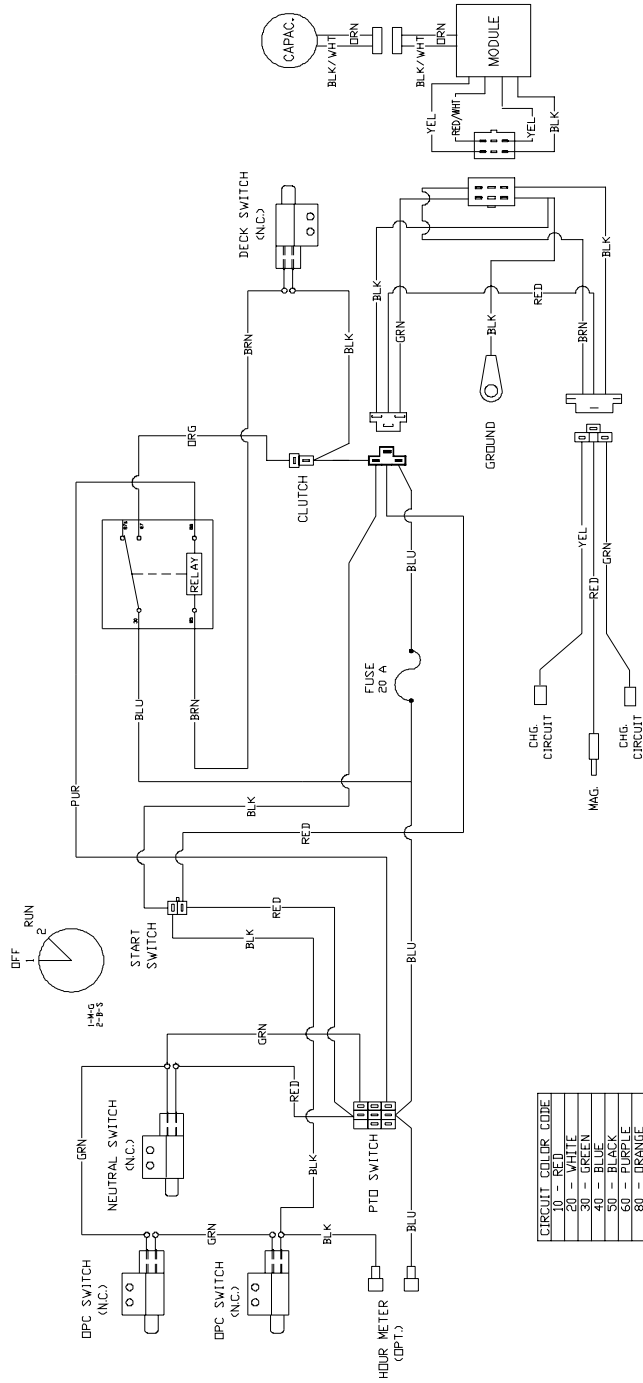 CAPAC.
BLK/WHT
ORN
BLK/WHT
ORN
MODULE
YEL
RED/WHT
YEL
BLK
DECK SWITCH
(N.C.)
BRN
BLK
ORG
CLUTCH
BLK
GRN
BLK
RED
BRN
BLK
GROUND
RELAY
30
87
86
85
BLU
BRN
PUR
BLK
RED
FUSE
20 A
BLU
YEL
RED
GRN
CHG.
CIRCUIT
MAG.
CHG.
CIRCUIT
OFF
RUN
1
2
1-M-G
2-B-S
START
SWITCH
RED
BLK
GRN
RED
BLK
BLU
NEUTRAL SWITCH
(N.C.)
GRN
GRN
OPC SWITCH
(N.C.)
OPC SWITCH
(N.C.)
BLK
PTO SWITCH
BLU
HOUR METER
(OPT.)
CIRCUIT COLOR CODE
10 - RED
20 - WHITE
30 - GREEN
40 - BLUE
50 - BLACK
60 - PURPLE
80 - ORANGE